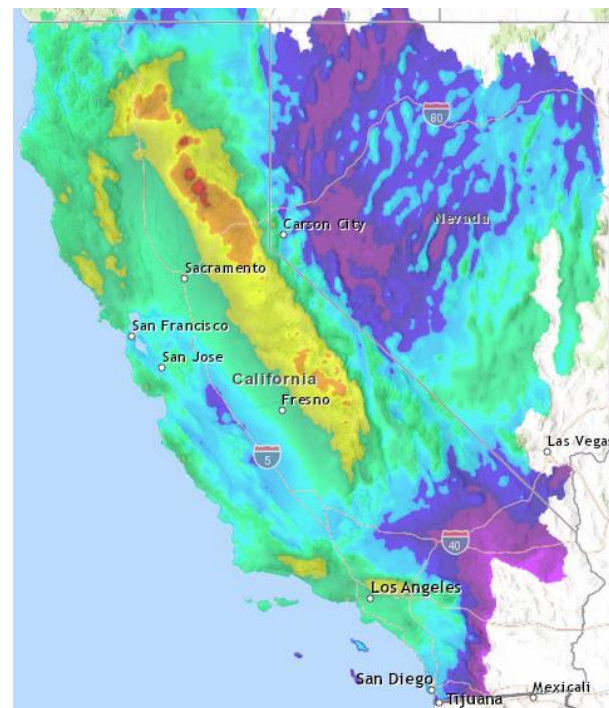 80
Carson City
Nevada
Sacramento
San Francisco
San Jose
California
Fresno
5
Las Vegas
40
Los Angeles
San Diego
Mexicali
Tijuana